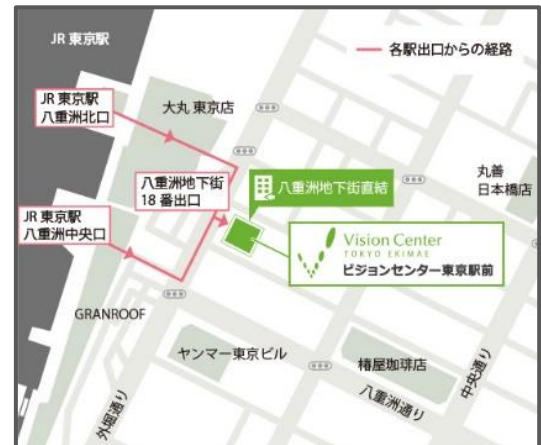 JR 東京駅
各駅出口からの経路
JR 東京駅
八重洲北口
大丸 東京店
八重洲地下街
18 番出口
八重洲地下街直結
丸善
日本橋店
JR 東京駅
八重洲中央口
Vision Center
TOKYO EKIMAE
ビジョンセンター東京駅前
GRANROOF
ヤンマー東京ビル
椿屋珈琲店
中央通り
八重洲通り
外堀通り